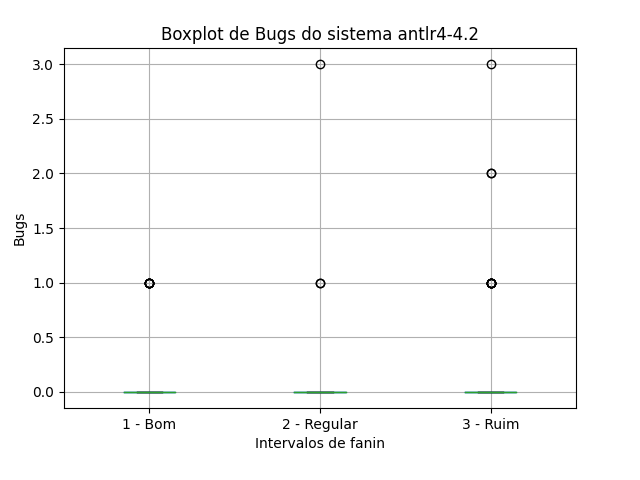 Boxplot de Bugs do sistema antlr4-4.2
3.0
2.5
2.0
1.5
1.0
0.5
0.0
Bugs
1 - Bom
2 - Regular
3 - Ruim
Intervalos de fanin